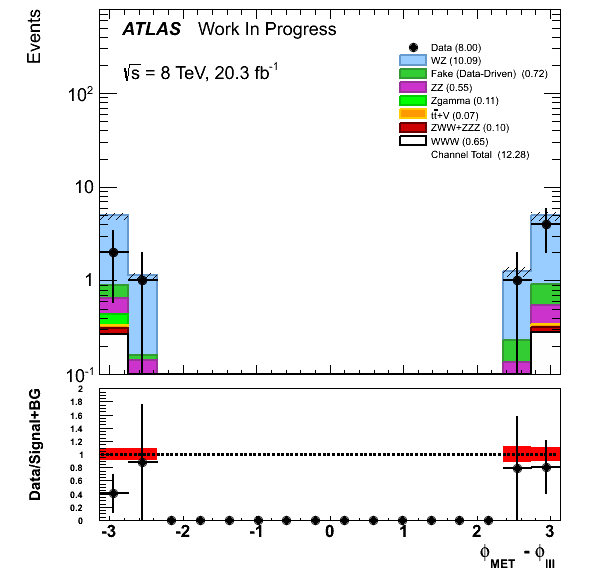 Events
ATLAS Work In Progress
√s = 8 TeV, 20.3 fb⁻¹
Data (8.00)
WZ (10.09)
Fake (Data-Driven) (0.72)
ZZ (0.55)
Zgamma (0.11)
tt̄+V (0.07)
ZWW+ZZZ (0.10)
WWW (0.65)
Channel Total (12.28)
10²
10
1
10⁻¹
Data/Signal+BG
2
1.8
1.6
1.4
1.2
1
0.8
0.6
0.4
0.2
0
-3 -2 -1 0 1 2 3
ϕMET - ϕlll